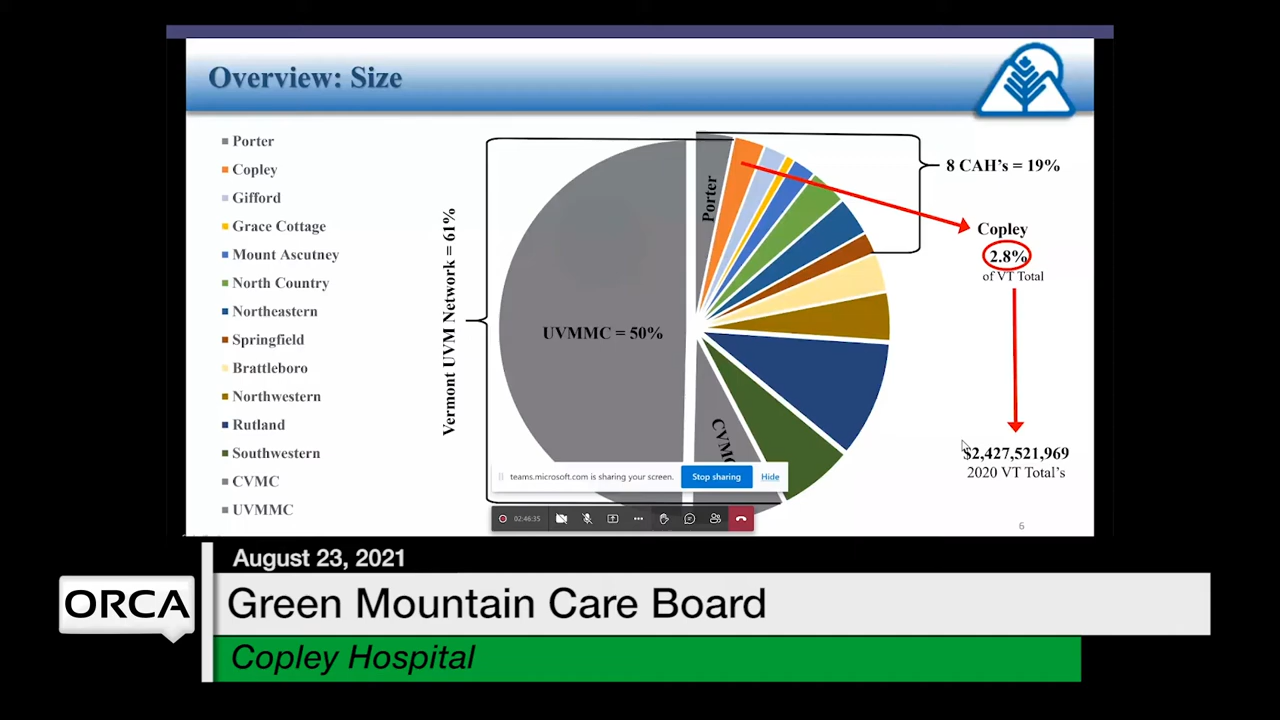 Overview: Size
Porter
Copley
Gifford
Grace Cottage
Mount Ascutney
North Country
Northeastern
Springfield
Brattleboro
Northwestern
Rutland
Southwestern
CVMC
UVMMC
Vermont UVM Network = 61%
UVMMC = 50%
Porter
8 CAH's = 19%
Copley
2.8%
of VT Total
$2,427,521,969
2020 VT Total's
teams.microsoft.com is sharing your screen.
Stop sharing
Hide
02:46:35
6
August 23, 2021
ORCA
Green Mountain Care Board
Copley Hospital